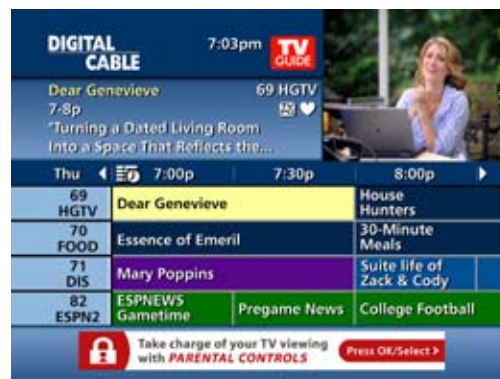 DIGITAL
CABLE
7:03pm
TV
GUIDE
Dear Genevieve
69 HGTV
7-8p
"Turning a Dated Living Room
Into a Space That Reflects the...
Thu
7:00p
7:30p
8:00p
69
HGTV
Dear Genevieve
House
Hunters
70
FOOD
Essence of Emeril
30-Minute
Meals
71
DIS
Mary Poppins
Suite life of
Zack & Cody
82
ESPN2
ESPNEWS
Gametime
Pregame News
College Football
Take charge of your TV viewing
with PARENTAL CONTROLS
Press OK/Select >